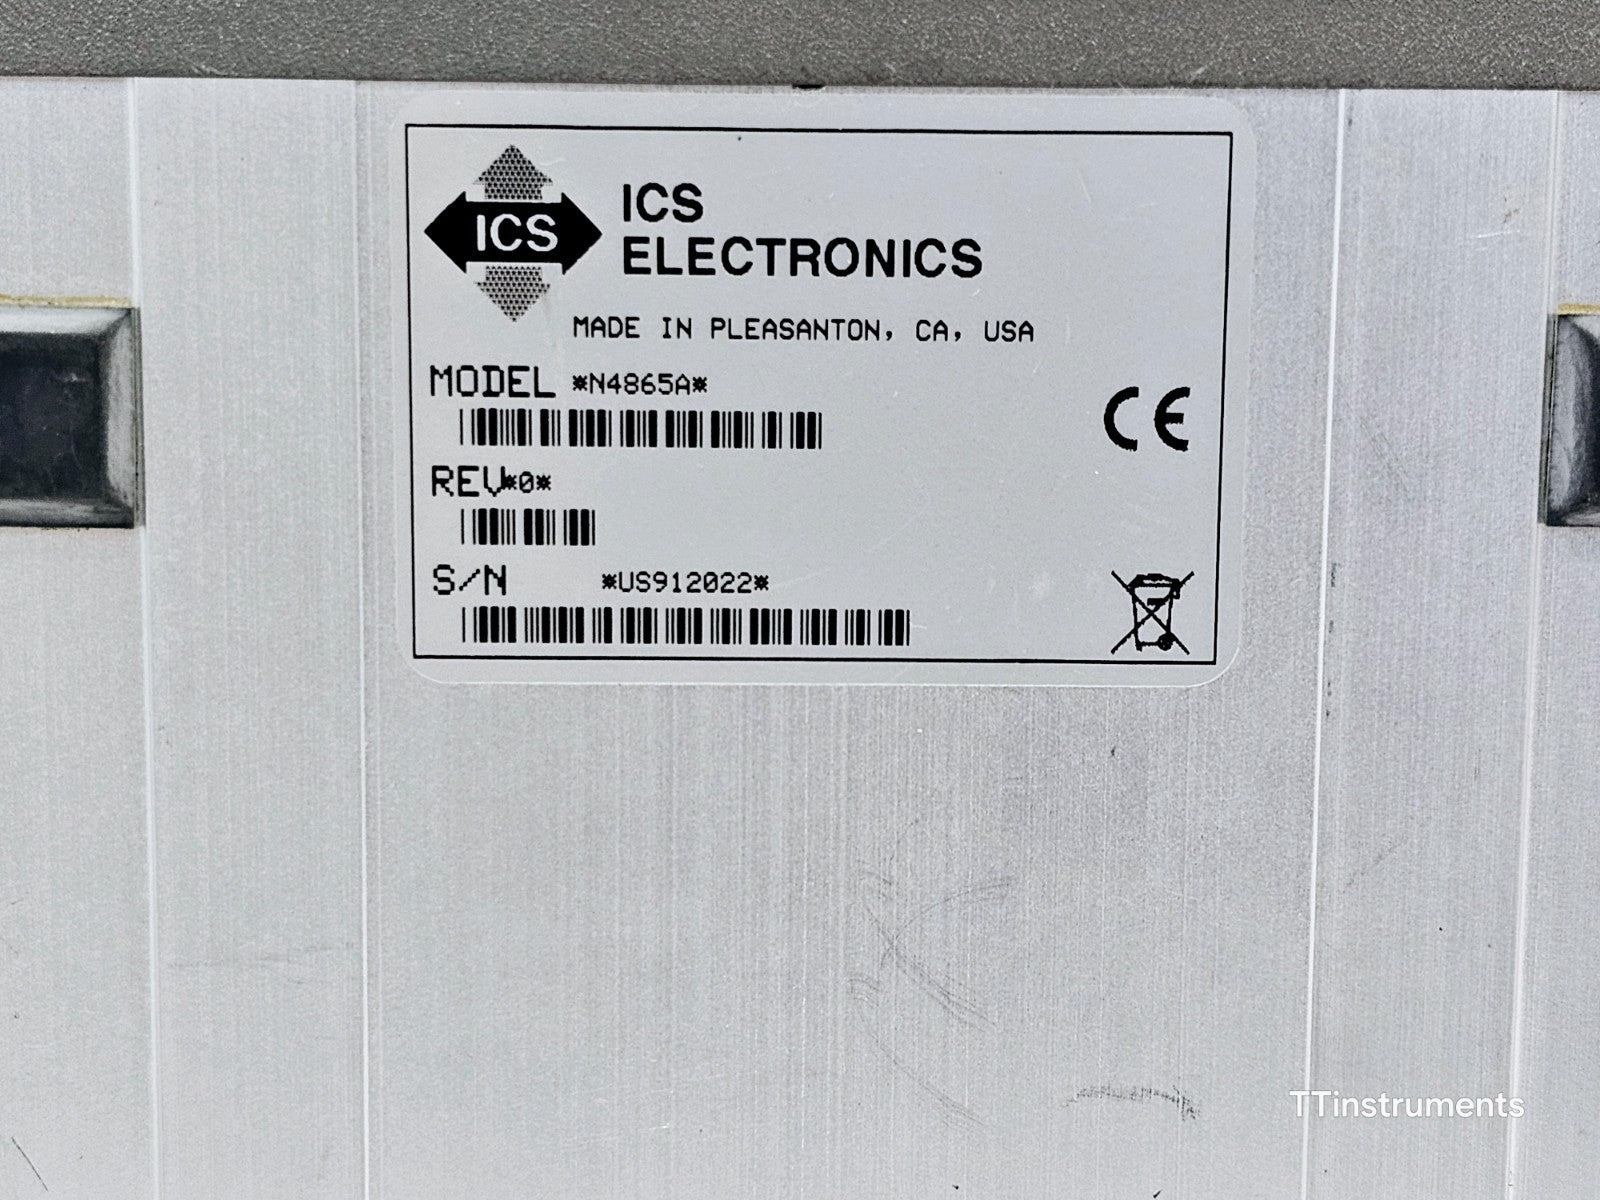 ICS
ICS
ELECTRONICS
MADE IN PLEASANTON, CA, USA
MODEL *N4865A*
CE
REV*0*
S/N *US912022*
TTinstruments